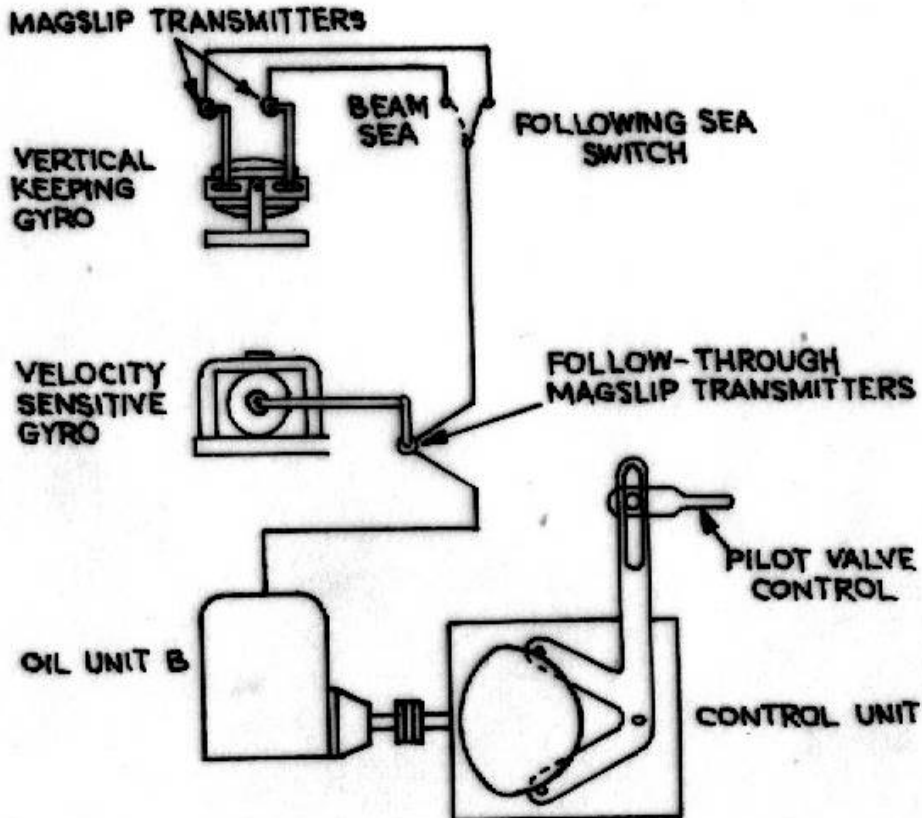 MAGSLIP TRANSMITTERS
BEAM
SEA
FOLLOWING SEA
SWITCH
VERTICAL
KEEPING
GYRO
VELOCITY
SENSITIVE
GYRO
FOLLOW-THROUGH
MAGSLIP TRANSMITTERS
PILOT VALVE
CONTROL
OIL UNIT B
CONTROL UNIT